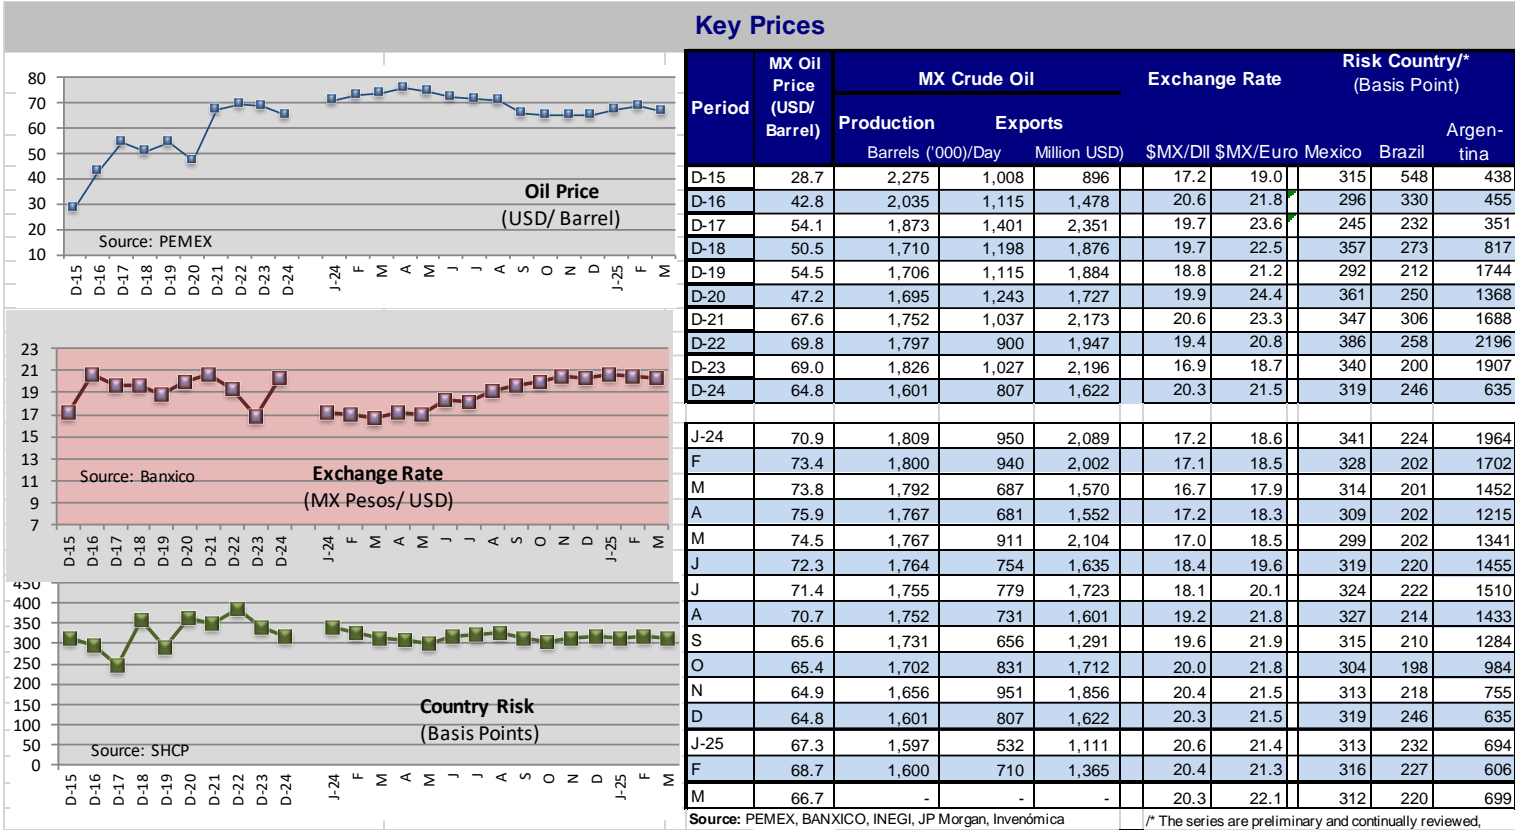 Key Prices
80
70
60
50
40
30
20
10
Oil Price
(USD/ Barrel)
Source: PEMEX
D-15 D-16 D-17 D-18 D-19 D-20 D-21 D-22 D-23 D-24 J-24 F M A M J J A S O N D J-25 F M
23
21
19
17
15
13
11
9
7
Source: Banxico
Exchange Rate
(MX Pesos/ USD)
D-15 D-16 D-17 D-18 D-19 D-20 D-21 D-22 D-23 D-24 J-24 F M A M J J A S O N D J-25 F M
450
400
350
300
250
200
150
100
50
0
Country Risk
(Basis Points)
Source: SHCP
D-15 D-16 D-17 D-18 D-19 D-20 D-21 D-22 D-23 D-24 J-24 F M A M J J A S O N D J-25 F M
Period
MX Oil
Price
(USD/
Barrel)
MX Crude Oil
Production Exports
Barrels ('000)/Day Million USD)
Exchange Rate
$MX/Dll $MX/Euro
Risk Country/*
(Basis Point)
Mexico Brazil Argen-
tina
D-15 28.7 2,275 1,008 896 17.2 19.0 315 548 438
D-16 42.8 2,035 1,115 1,478 20.6 21.8 296 330 455
D-17 54.1 1,873 1,401 2,351 19.7 23.6 245 232 351
D-18 50.5 1,710 1,198 1,876 19.7 22.5 357 273 817
D-19 54.5 1,706 1,115 1,884 18.8 21.2 292 212 1744
D-20 47.2 1,695 1,243 1,727 19.9 24.4 361 250 1368
D-21 67.6 1,752 1,037 2,173 20.6 23.3 347 306 1688
D-22 69.8 1,797 900 1,947 19.4 20.8 386 258 2196
D-23 69.0 1,826 1,027 2,196 16.9 18.7 340 200 1907
D-24 64.8 1,601 807 1,622 20.3 21.5 319 246 635
J-24 70.9 1,809 950 2,089 17.2 18.6 341 224 1964
F 73.4 1,800 940 2,002 17.1 18.5 328 202 1702
M 73.8 1,792 687 1,570 16.7 17.9 314 201 1452
A 75.9 1,767 681 1,552 17.2 18.3 309 202 1215
M 74.5 1,767 911 2,104 17.0 18.5 299 202 1341
J 72.3 1,764 754 1,635 18.4 19.6 319 220 1455
J 71.4 1,755 779 1,723 18.1 20.1 324 222 1510
A 70.7 1,752 731 1,601 19.2 21.8 327 214 1433
S 65.6 1,731 656 1,291 19.6 21.9 315 210 1284
O 65.4 1,702 831 1,712 20.0 21.8 304 198 984
N 64.9 1,656 951 1,856 20.4 21.5 313 218 755
D 64.8 1,601 807 1,622 20.3 21.5 319 246 635
J-25 67.3 1,597 532 1,111 20.6 21.4 313 232 694
F 68.7 1,600 710 1,365 20.4 21.3 316 227 606
M 66.7 - - - 20.3 22.1 312 220 699
Source: PEMEX, BANXICO, INEGI, JP Morgan, Invenómica
/* The series are preliminary and continually reviewed,